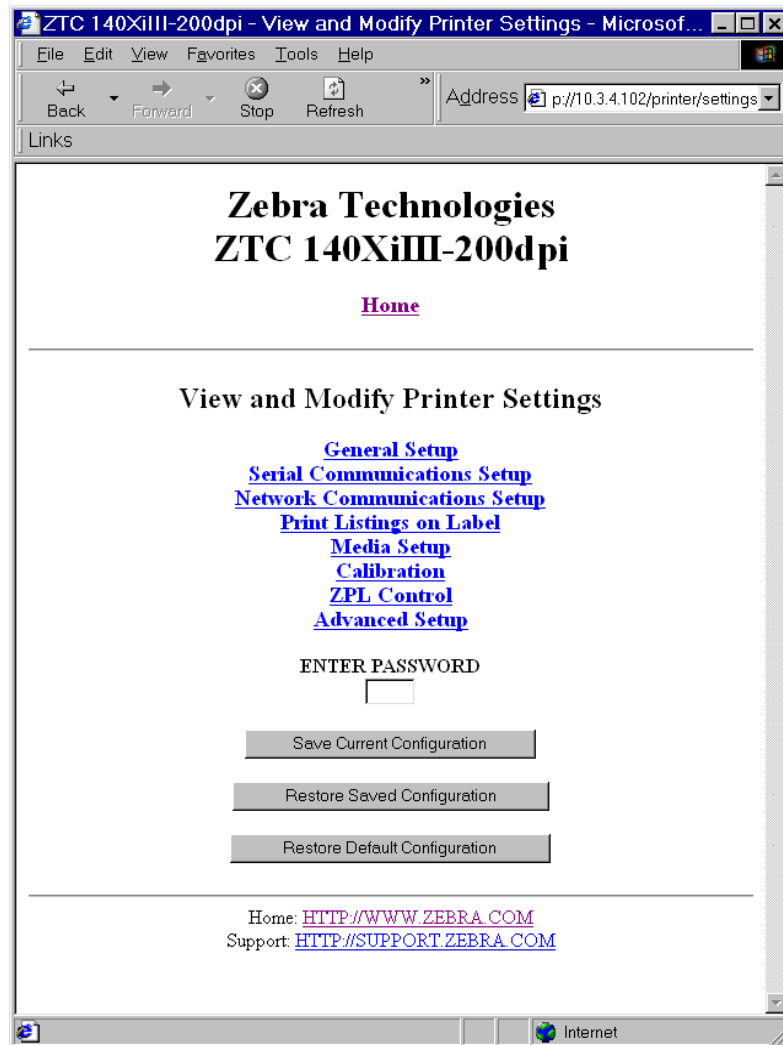 ZTC 140XiIII-200dpi - View and Modify Printer Settings - Microsof...
File Edit View Favorites Tools Help
Back Forward Stop Refresh » Address p://10.3.4.102/printer/settings
Links
Zebra Technologies
ZTC 140XiIII-200dpi
Home
View and Modify Printer Settings
General Setup
Serial Communications Setup
Network Communications Setup
Print Listings on Label
Media Setup
Calibration
ZPL Control
Advanced Setup
ENTER PASSWORD
Save Current Configuration
Restore Saved Configuration
Restore Default Configuration
Home: HTTP://WWW.ZEBRA.COM
Support: HTTP://SUPPORT.ZEBRA.COM
Internet